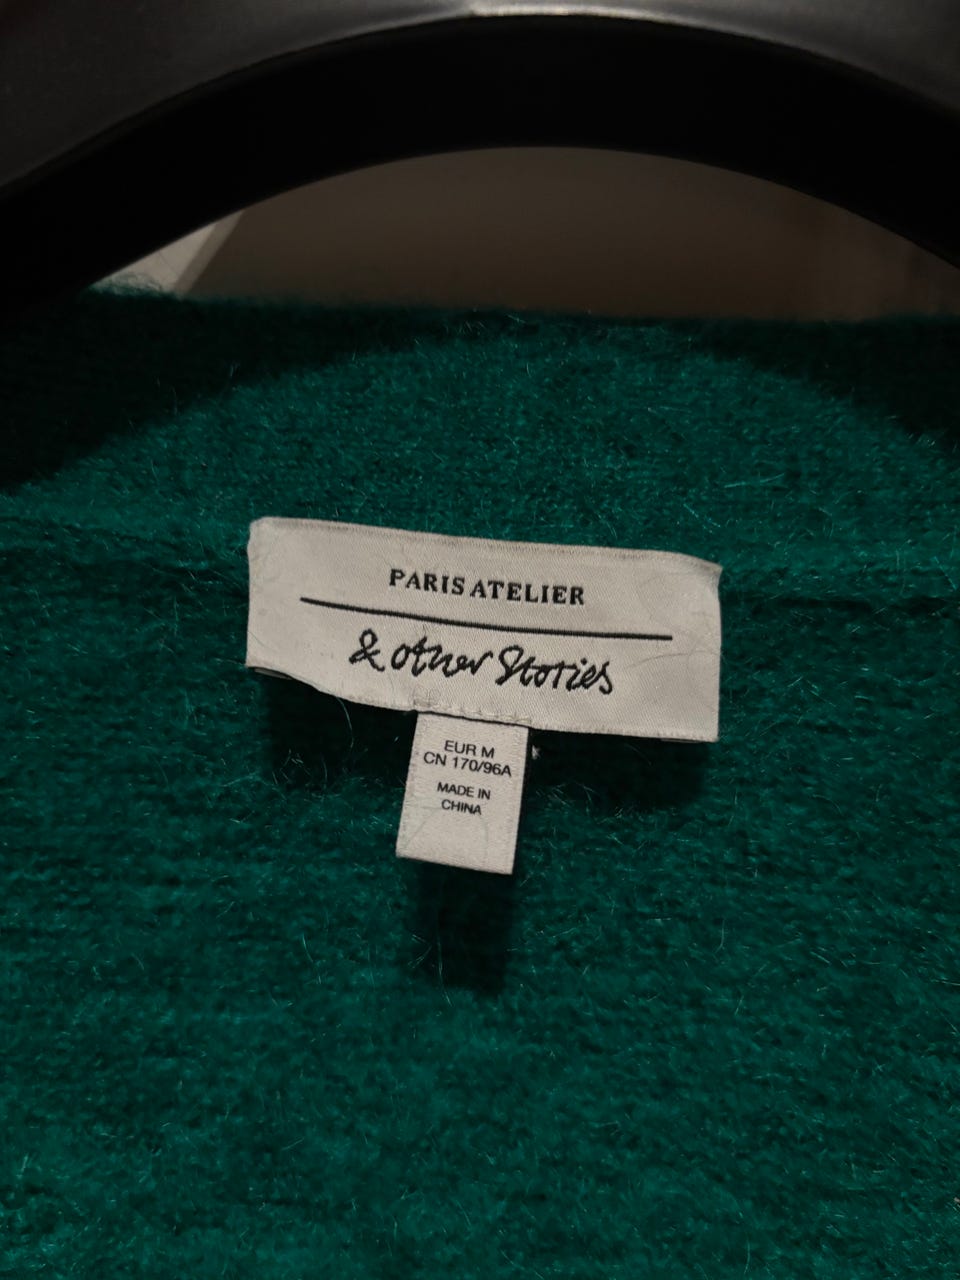 PARIS ATELIER
& other Stories
EUR M
CN 170/96A
MADE IN
CHINA